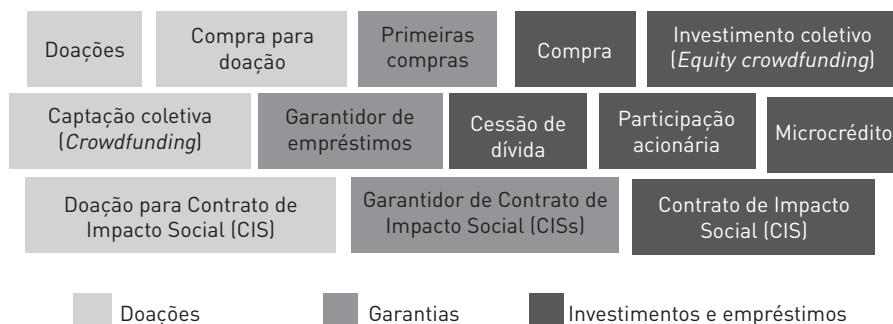 Doações
Compra para
doação
Primeiras
compras
Compra
Investimento coletivo
(Equity crowdfunding)
Captação coletiva
(Crowdfunding)
Garantidor de
empréstimos
Cessão de
dívida
Participação
acionária
Microcrédito
Doação para Contrato de
Impacto Social (CIS)
Garantidor de Contrato de
Impacto Social (CISs)
Contrato de Impacto
Social (CIS)
Doações
Garantias
Investimentos e empréstimos